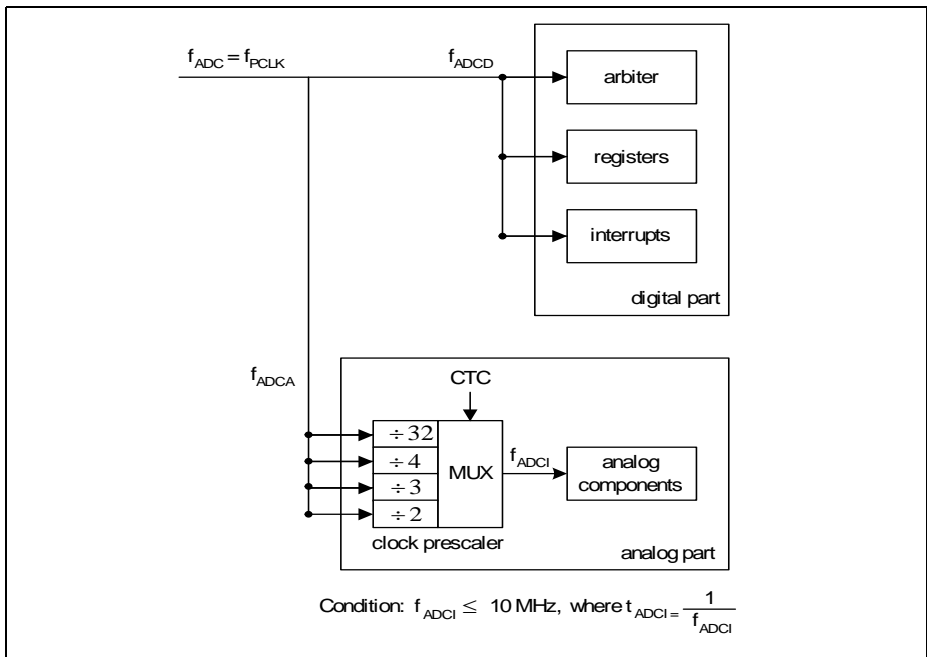 f_ADC = f_PCLK
f_ADCD
arbiter
registers
interrupts
digital part
f_ADCA
CTC
÷ 32
÷ 4
÷ 3
÷ 2
MUX
f_ADCI
analog
components
clock prescaler
analog part
Condition: f_ADCI ≤ 10 MHz, where t_ADCI = 1 / f_ADCI